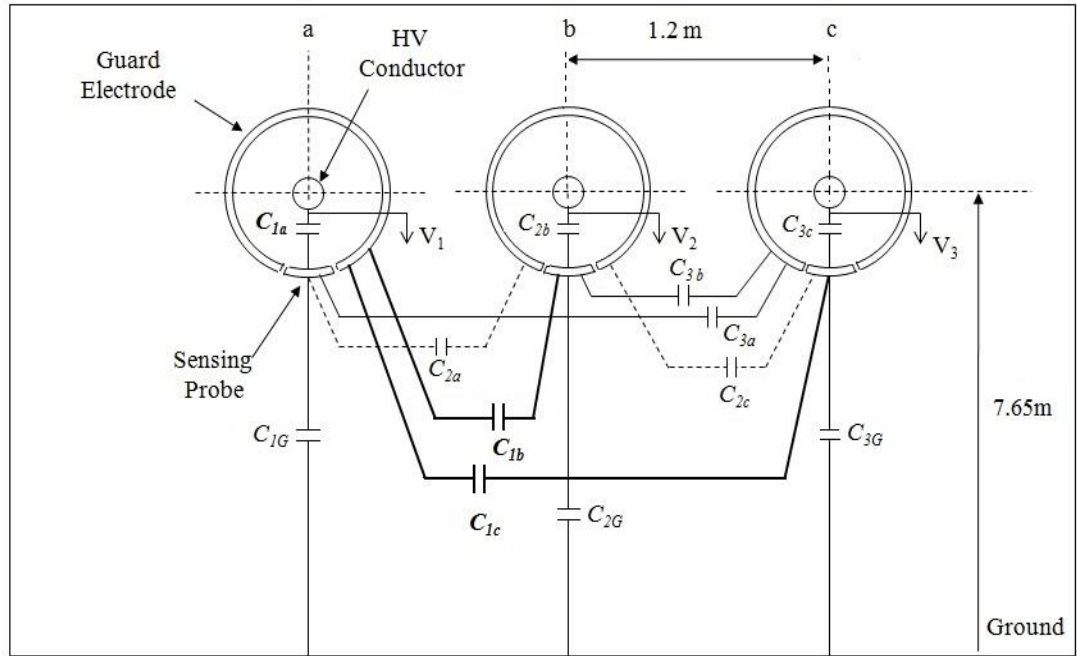 a
b
c
1.2 m
HV
Conductor
Guard
Electrode
C1a
V1
C2b
V2
C3c
V3
C3b
C3a
C2a
C2c
Sensing
Probe
7.65m
C1G
C1b
C3G
C1c
C2G
Ground